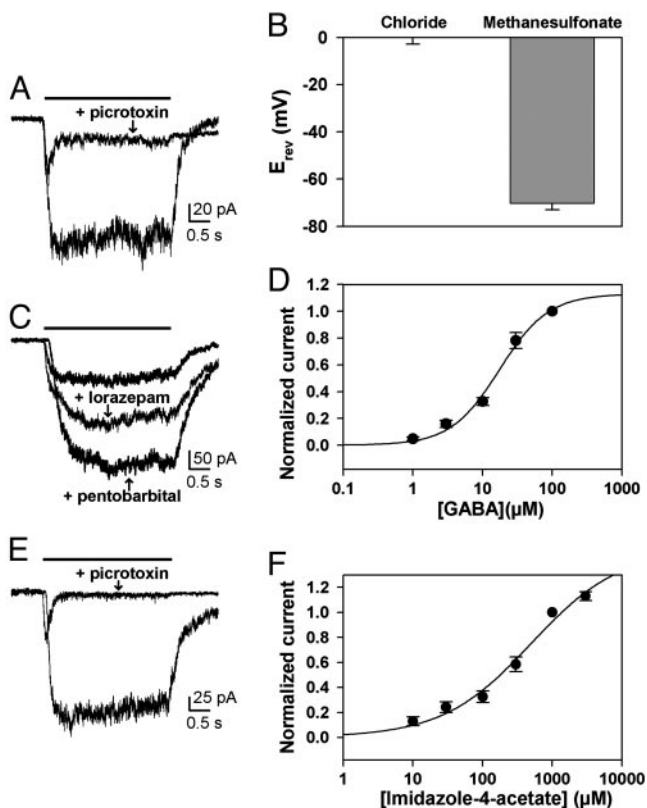 A
+ picrotoxin
20 pA
0.5 s
B
Chloride Methanesulfonate
E_rev (mV)
0
-20
-40
-60
-80
C
+ lorazepam
+ pentobarbital
50 pA
0.5 s
D
Normalized current
1.2
1.0
0.8
0.6
0.4
0.2
0.0
0.1 1 10 100 1000
[GABA](µM)
E
+ picrotoxin
25 pA
0.5 s
F
Normalized current
1.2
1.0
0.8
0.6
0.4
0.2
0.0
1 10 100 1000 10000
[Imidazole-4-acetate] (µM)